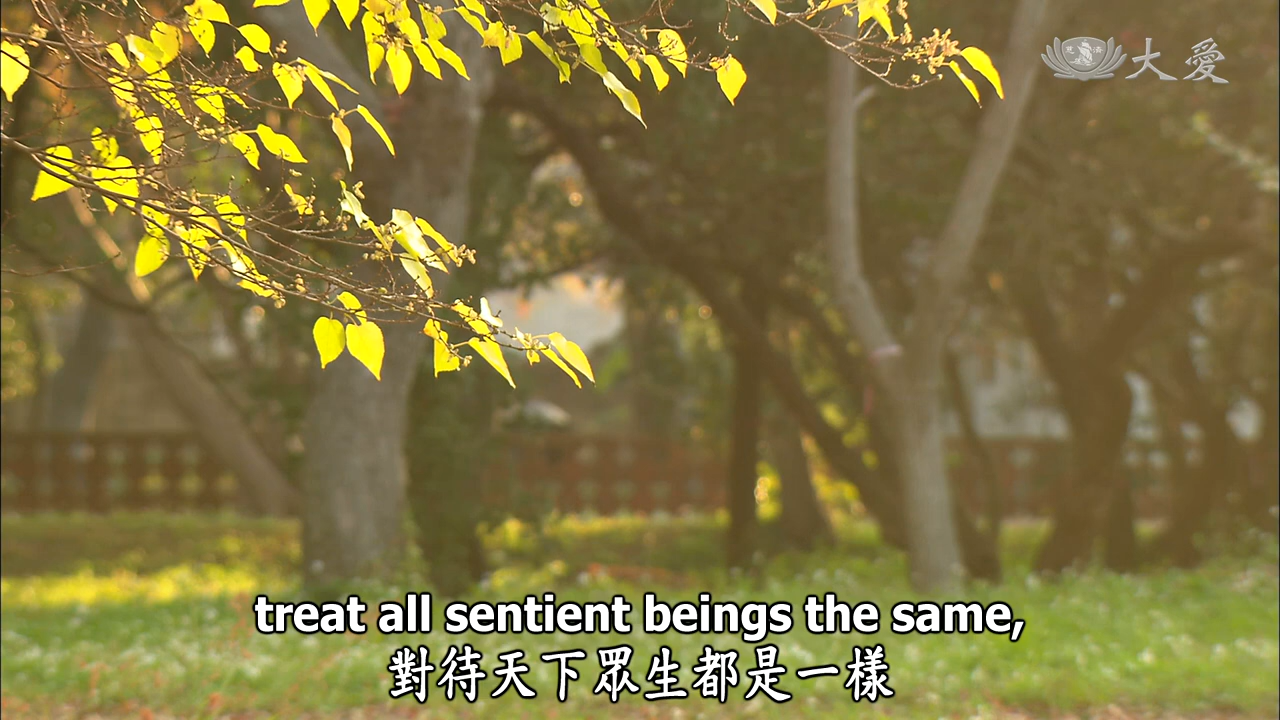 大愛
treat all sentient beings the same,
對待天下眾生都是一樣